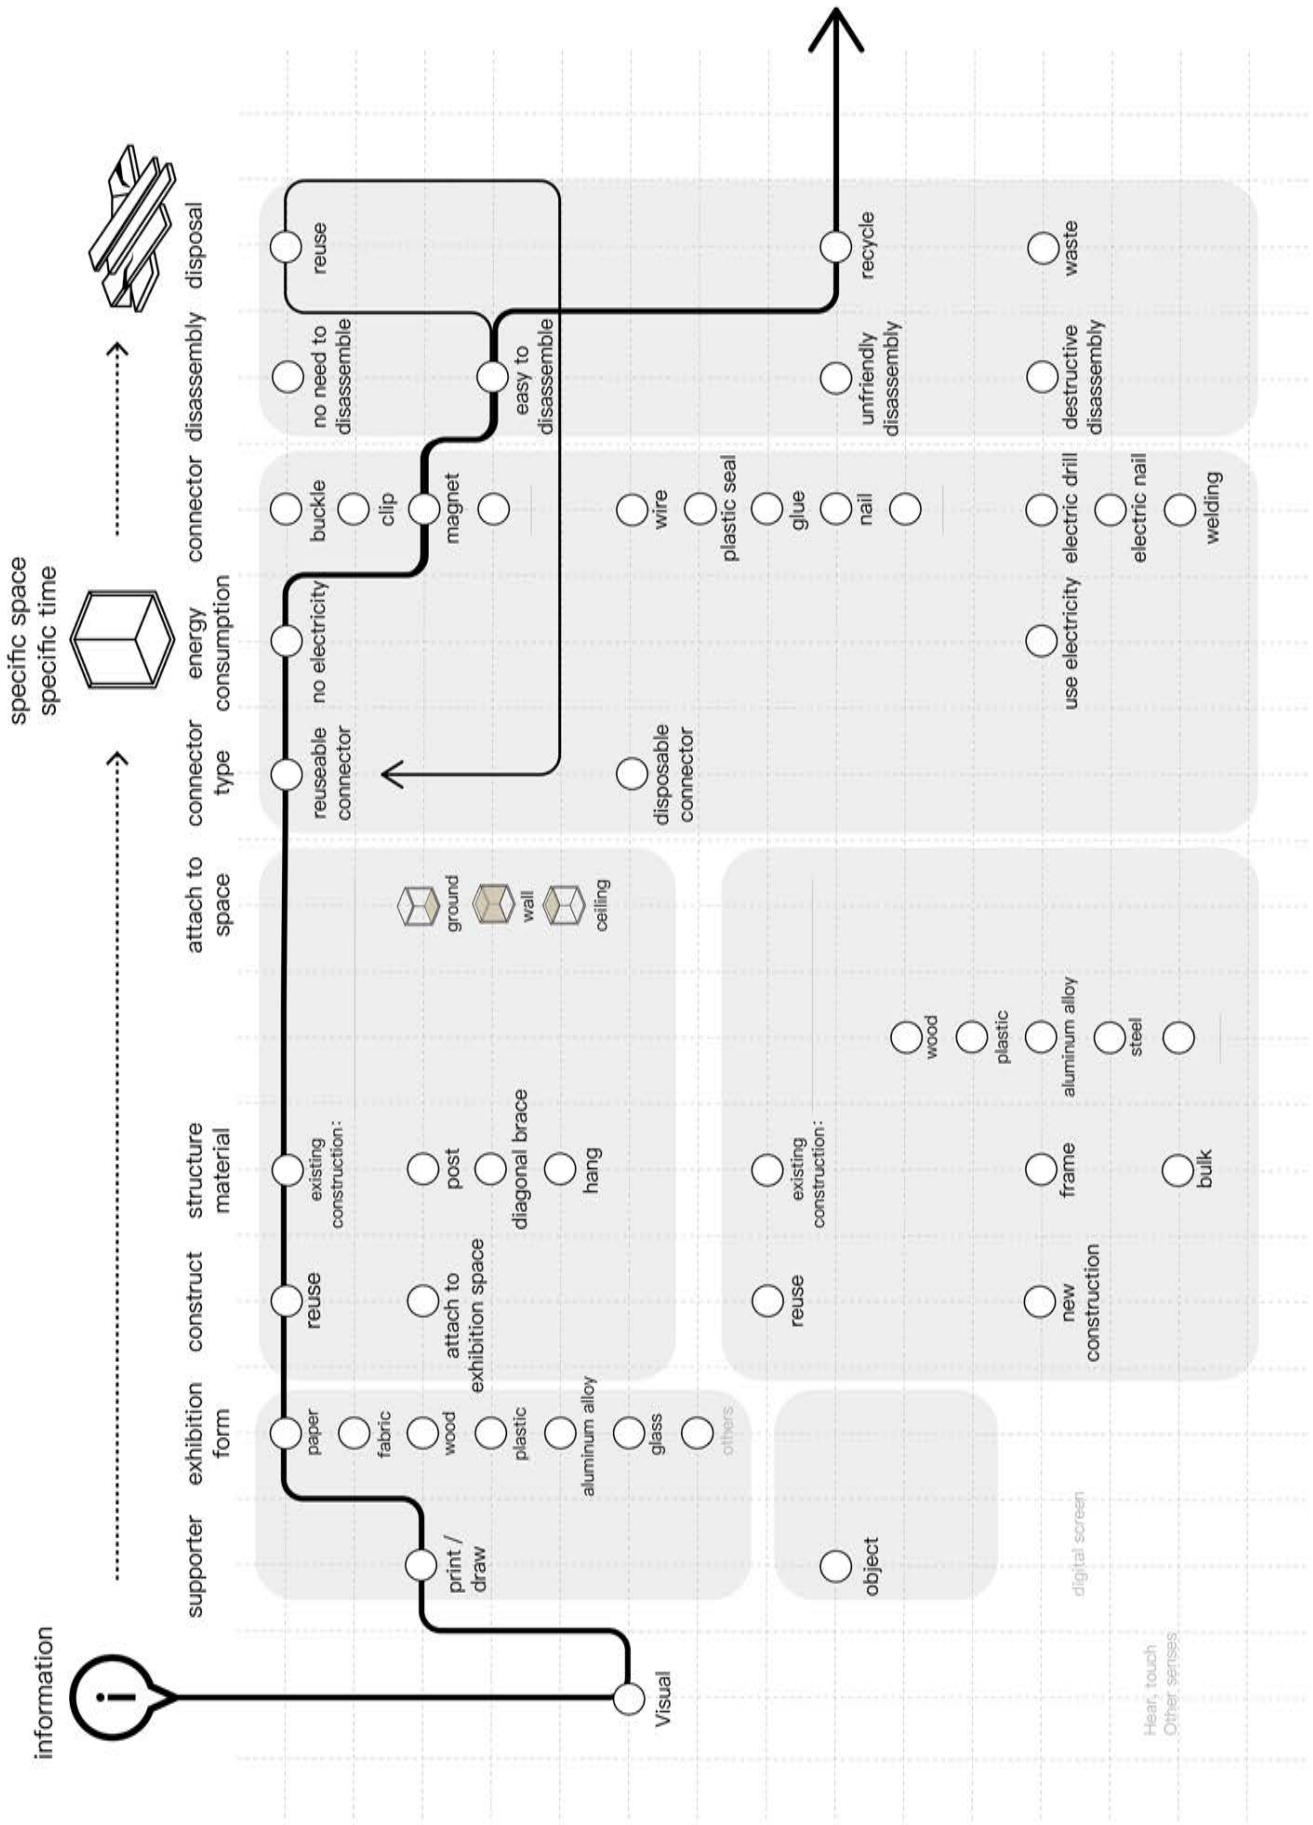 information
specific space
specific time
supporter
exhibition
form
construct
structure
material
attach to
space
connector
type
energy
consumption
connector
disassembly
disposal
i
Visual
Hear, touch
Other senses
print /
draw
object
digital screen
paper
fabric
wood
plastic
aluminum alloy
glass
others
reuse
attach to
exhibition space
reuse
new
construction
existing
construction:
post
diagonal brace
hang
existing
construction:
frame
bulk
wood
plastic
aluminum alloy
steel
ground
wall
ceilling
reuseable
connector
disposable
connector
no electricity
use electricity
buckle
clip
magnet
wire
plastic seal
glue
nail
electric drill
electric nail
welding
no need to
disassemble
easy to
disassemble
unfriendly
disassembly
destructive
disassembly
reuse
recycle
waste